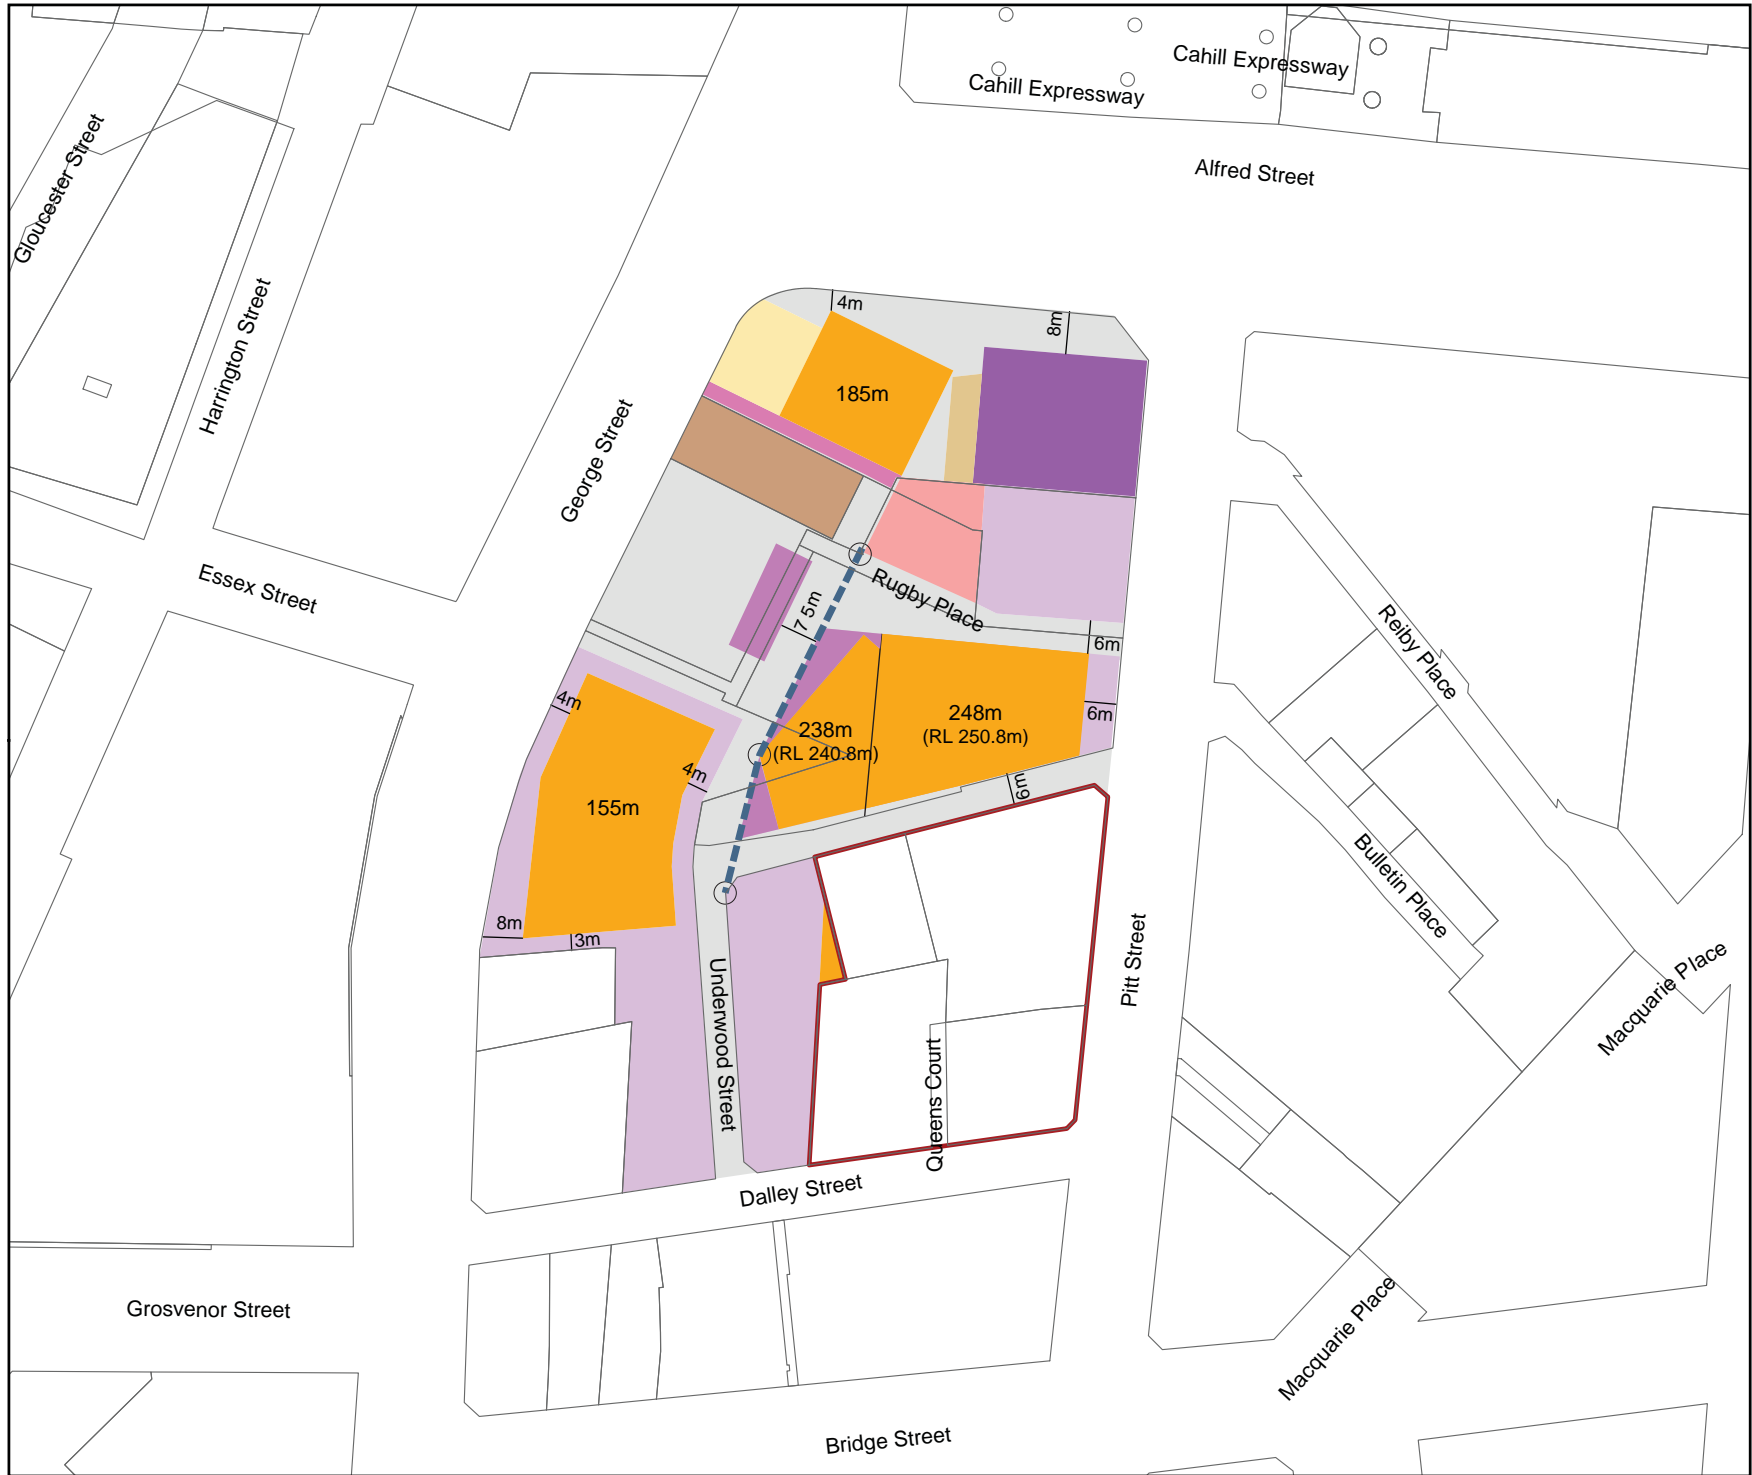 Cahill Expressway
Cahill Expressway
Alfred Street
Gloucester Street
Harrington Street
George Street
Essex Street
4m
8m
185m
7 5m
Rugby Place
6m
Reiby Place
4m
238m
(RL 240.8m)
248m
(RL 250.8m)
6m
4m
155m
6m
Bulletin Place
8m
3m
Underwood Street
Pitt Street
Macquarie Place
Queens Court
Dalley Street
Grosvenor Street
Macquarie Place
Bridge Street